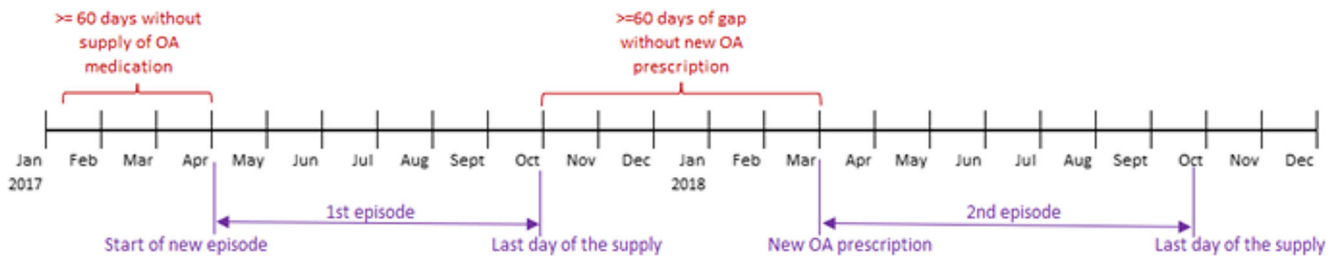 >= 60 days without
supply of OA
medication
>=60 days of gap
without new OA
prescription
Jan Feb Mar Apr May Jun Jul Aug Sept Oct Nov Dec Jan Feb Mar Apr May Jun Jul Aug Sept Oct Nov Dec
2017 2018
1st episode 2nd episode
Start of new episode Last day of the supply New OA prescription Last day of the supply